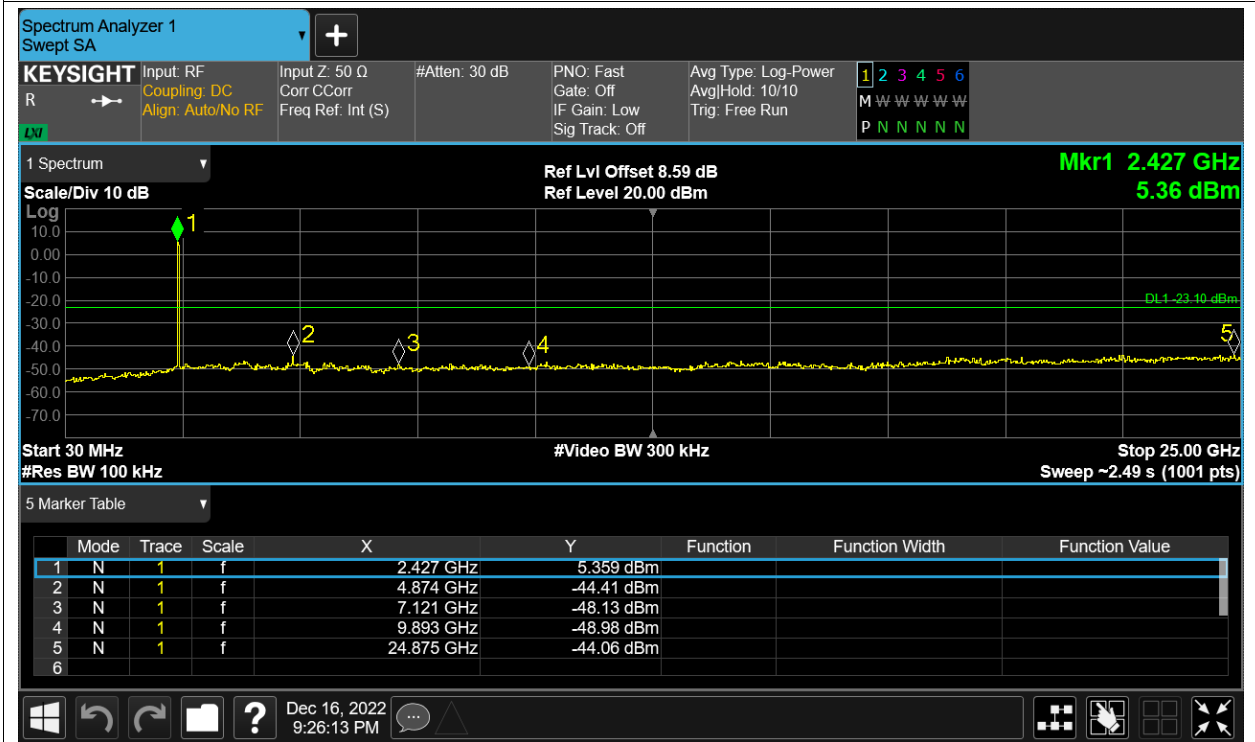 Spectrum Analyzer 1
Swept SA
KEYSIGHT
R
LXI
Input: RF
Coupling: DC
Align: Auto/No RF
Input Z: 50 Ω
Corr CCorr
Freq Ref: Int (S)
#Atten: 30 dB
PNO: Fast
Gate: Off
IF Gain: Low
Sig Track: Off
Avg Type: Log-Power
Avg|Hold: 10/10
Trig: Free Run
1 2 3 4 5 6
M W W W W W
P N N N N N
1 Spectrum
Scale/Div 10 dB
Ref Lvl Offset 8.59 dB
Ref Level 20.00 dBm
Mkr1 2.427 GHz
5.36 dBm
Log
10.0
0.00
-10.0
-20.0
-30.0
-40.0
-50.0
-60.0
-70.0
1
2
3
4
5
DL1 -23.10 dBm
Start 30 MHz
#Res BW 100 kHz
#Video BW 300 kHz
Stop 25.00 GHz
Sweep ~2.49 s (1001 pts)
5 Marker Table
Mode Trace Scale X Y Function Function Width Function Value
1 N 1 f 2.427 GHz 5.359 dBm
2 N 1 f 4.874 GHz -44.41 dBm
3 N 1 f 7.121 GHz -48.13 dBm
4 N 1 f 9.893 GHz -48.98 dBm
5 N 1 f 24.875 GHz -44.06 dBm
6
?
Dec 16, 2022
9:26:13 PM